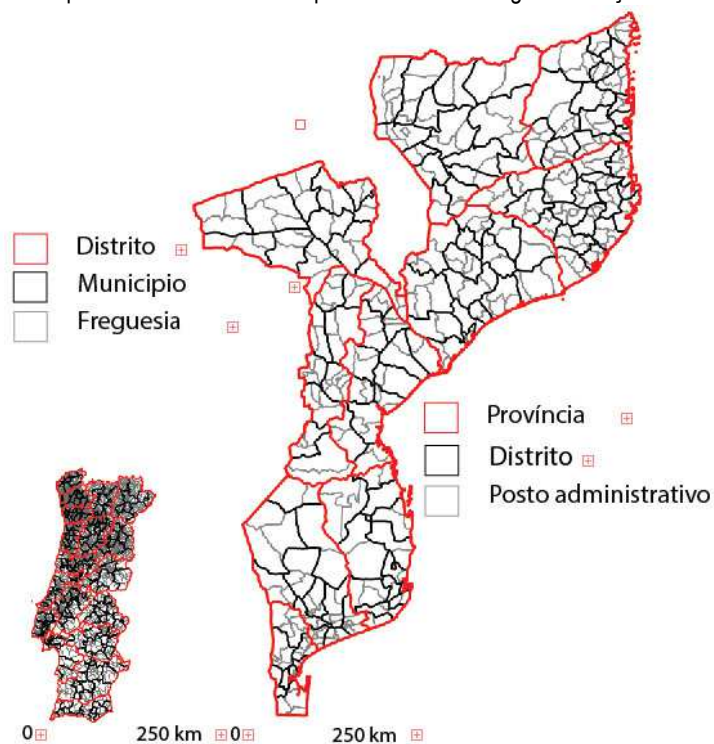 Distrito
Municipio
Freguesia
Província
Distrito
Posto administrativo
0 250 km 0 250 km